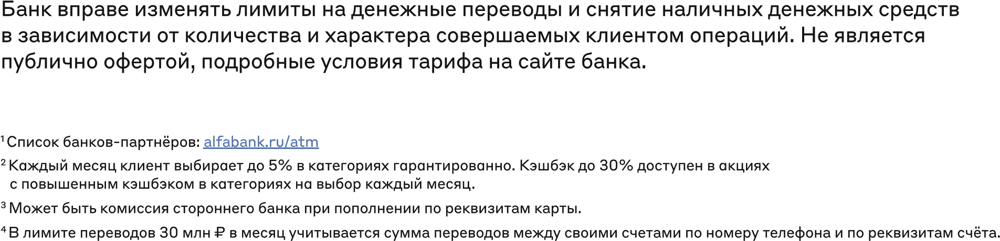 Банк вправе изменять лимиты на денежные переводы и снятие наличных денежных средств
в зависимости от количества и характера совершаемых клиентом операций. Не является
публично офертой, подробные условия тарифа на сайте банка.
¹ Список банков-партнёров: alfabank.ru/atm
² Каждый месяц клиент выбирает до 5% в категориях гарантированно. Кэшбэк до 30% доступен в акциях
с повышенным кэшбэком в категориях на выбор каждый месяц.
³ Может быть комиссия стороннего банка при пополнении по реквизитам карты.
⁴ В лимите переводов 30 млн ₽ в месяц учитывается сумма переводов между своими счетами по номеру телефона и по реквизитам счёта.